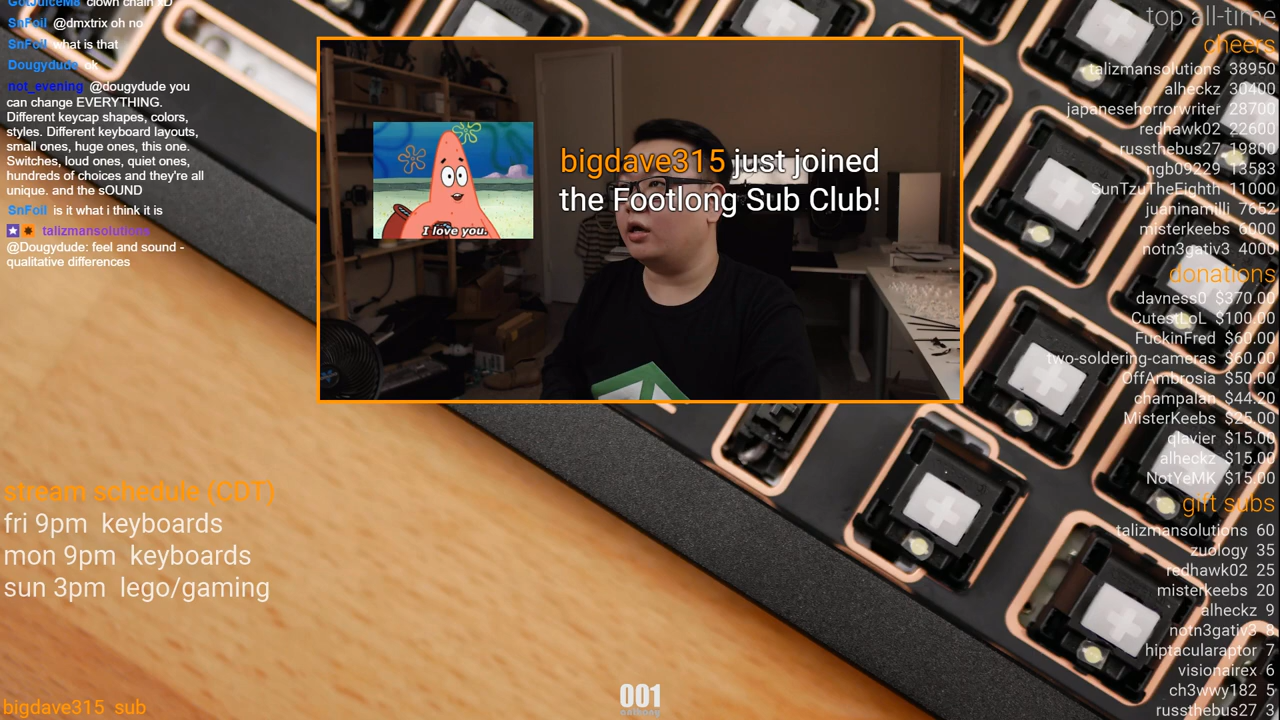 GotJuiceM8 clown chain xD
SnFoil @dmxtrix oh no
SnFoil what is that
Dougydude ok
not_evening @dougydude you
can change EVERYTHING.
Different keycap shapes, colors,
styles. Different keyboard layouts,
small ones, huge ones, this one.
Switches, loud ones, quiet ones,
hundreds of choices and they're all
unique. and the sOUND
SnFoil is it what i think it is
talizmansolutions
@Dougydude: feel and sound -
qualitative differences
I love you.
bigdave315 just joined
the Footlong Sub Club!
stream schedule (CDT)
fri 9pm keyboards
mon 9pm keyboards
sun 3pm lego/gaming
bigdave315 sub
001
top all-time
cheers
talizmansolutions 38950
alheckz 30400
japanesehorrorwriter 28700
redhawk02 22600
russthebus27 19800
ngb09229 13583
SunTzuTheEighth 11000
juaninamilli 7652
misterkeebs 6000
notn3gativ3 4000
donations
davness0 $370.00
CutestLoL $100.00
FuckinFred $60.00
two-soldering-cameras $60.00
OffAmbrosia $50.00
champalan $44.20
MisterKeebs $25.00
qlavier $15.00
alheckz $15.00
NotYeMK $15.00
gift subs
talizmansolutions 60
zuology 35
redhawk02 25
misterkeebs 20
alheckz 9
notn3gativ3 8
hiptacularaptor 7
visionairex 6
ch3wwy182 5
russthebus27 3